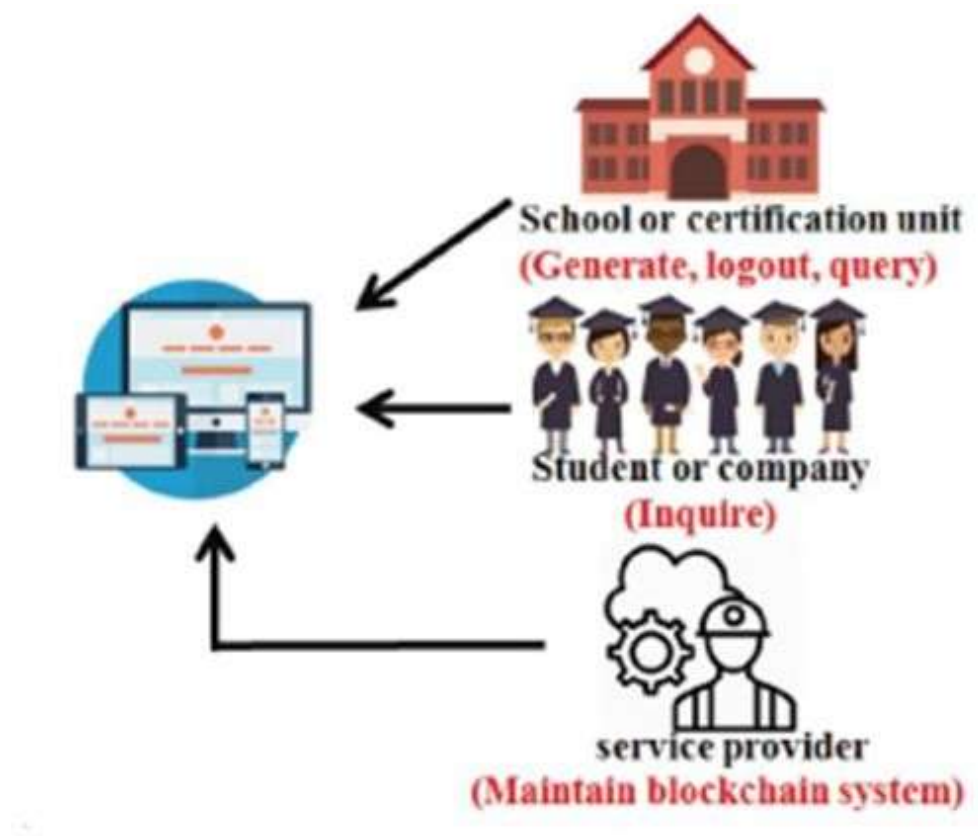 School or certification unit
(Generate, logout, query)
Student or company
(Inquire)
service provider
(Maintain blockchain system)